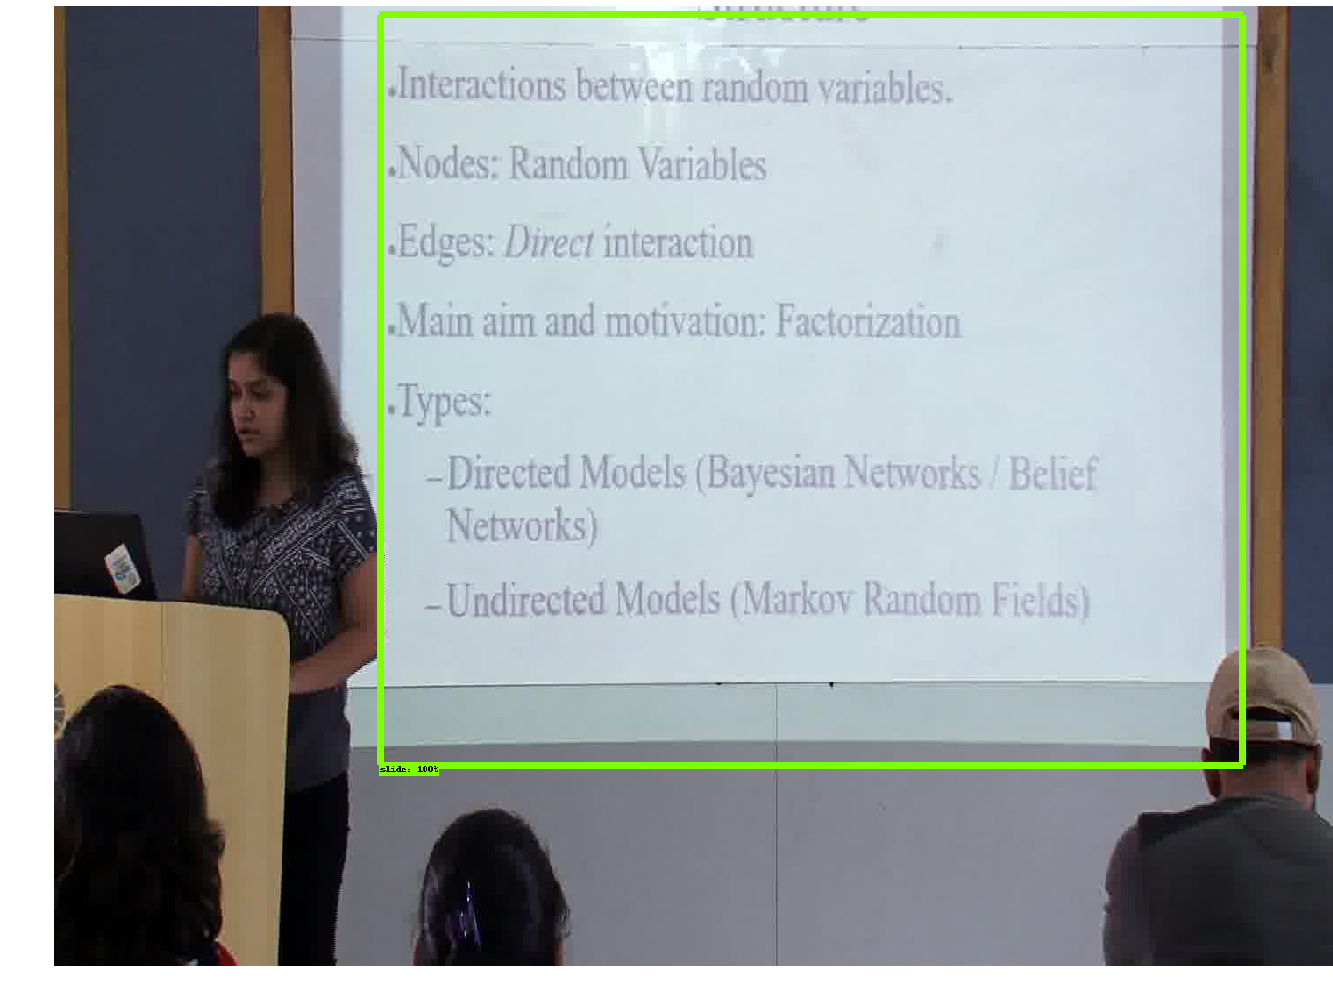 Structure
.Interactions between random variables.
.Nodes: Random Variables
.Edges: Direct interaction
.Main aim and motivation: Factorization
.Types:
–Directed Models (Bayesian Networks / Belief
Networks)
–Undirected Models (Markov Random Fields)
slide: 100%